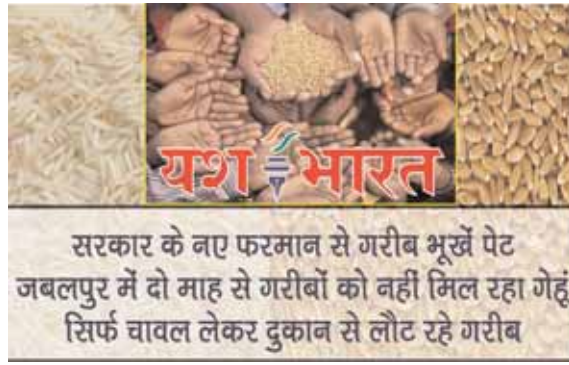 यश भारत
सरकार के नए फरमान से गरीब भूखें पेट
जबलपुर में दो माह से गरीबों को नहीं मिल रहा गेहूं
सिर्फ चावल लेकर दुकान से लौट रहे गरीब